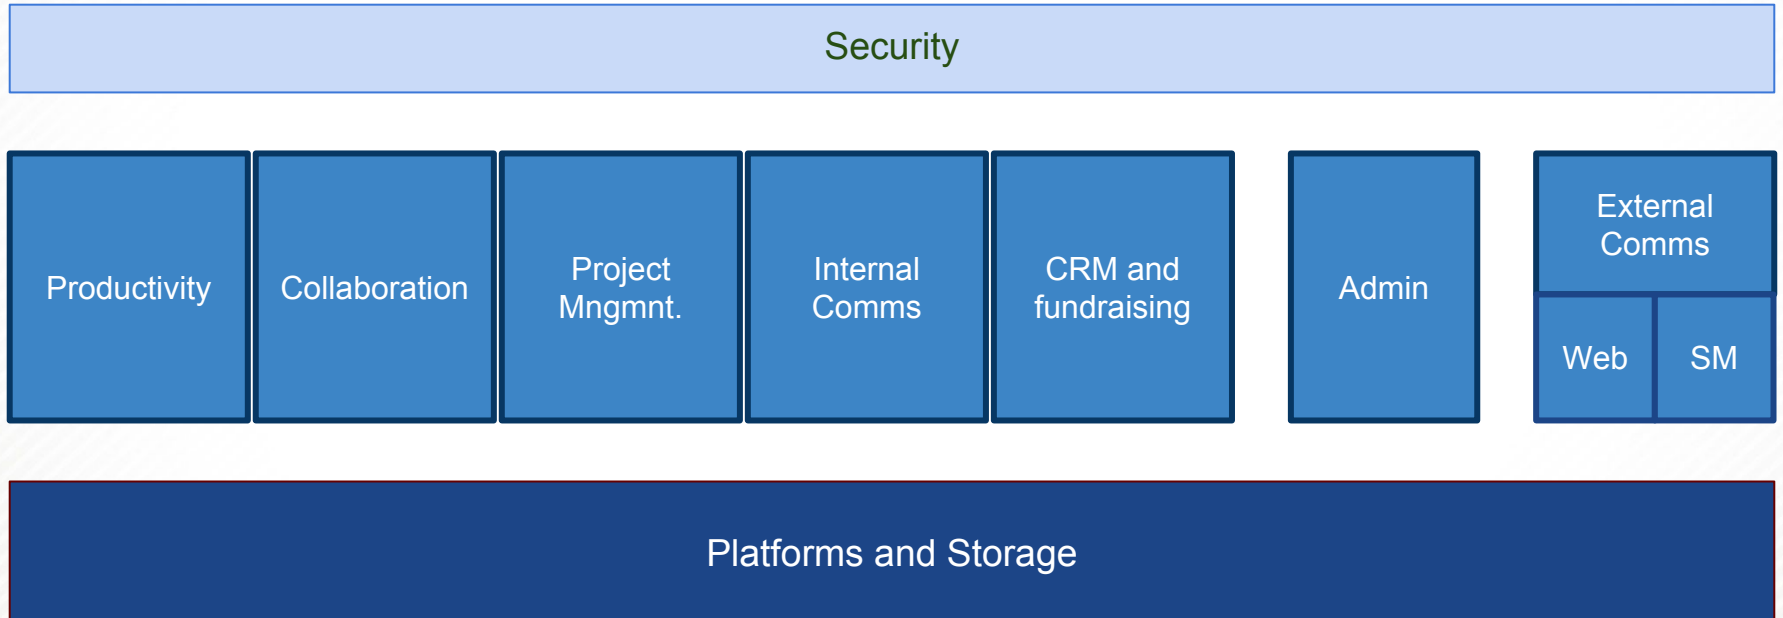 Security
Productivity
Collaboration
Project
Mngmnt.
Internal
Comms
CRM and
fundraising
Admin
External
Comms
Web
SM
Platforms and Storage